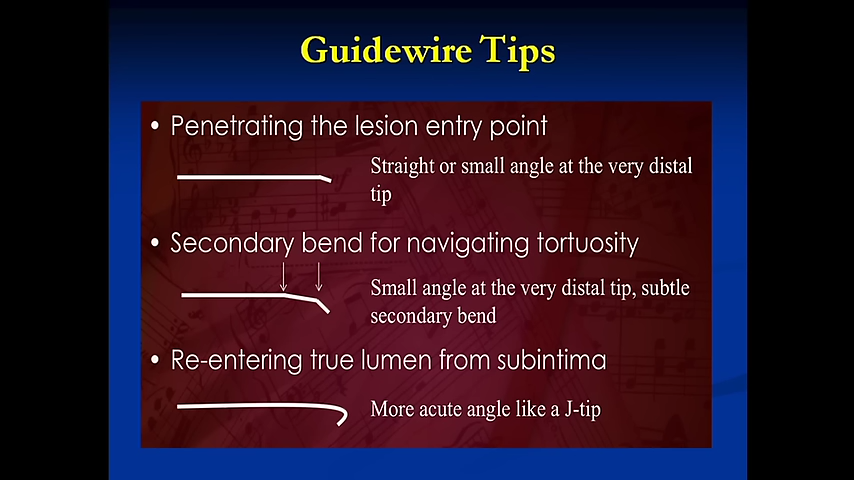 Guidewire Tips
• Penetrating the lesion entry point
Straight or small angle at the very distal
tip
• Secondary bend for navigating tortuosity
Small angle at the very distal tip, subtle
secondary bend
• Re-entering true lumen from subintima
More acute angle like a J-tip